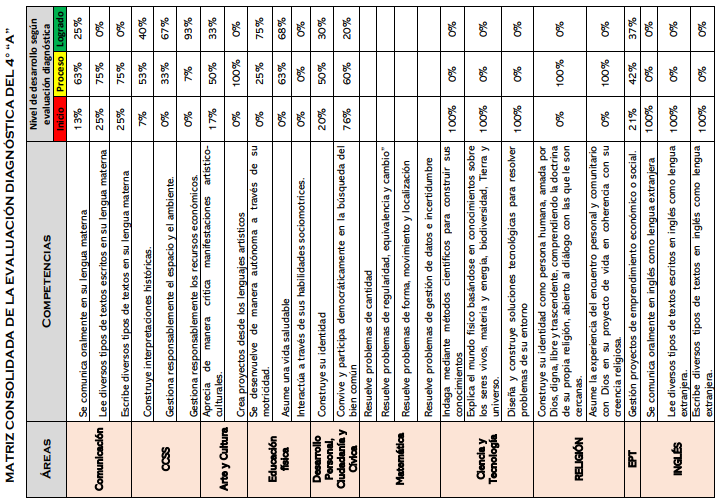 MATRIZ CONSOLIDADA DE LA EVALUACIÓN DIAGNÓSTICA DEL 4° “A”
ÁREAS
COMPETENCIAS
Nivel de desarrollo según
evaluación diagnóstica
Inicio Proceso Logrado
Comunicación
Se comunica oralmente en su lengua materna 13% 63% 25%
Lee diversos tipos de textos escritos en su lengua materna 25% 75% 0%
Escribe diversos tipos de textos en su lengua materna 25% 75% 0%
CCSS
Construye interpretaciones históricas. 7% 53% 40%
Gestiona responsablemente el espacio y el ambiente. 0% 33% 67%
Gestiona responsablemente los recursos económicos. 0% 7% 93%
Arte y Cultura
Aprecia de manera crítica manifestaciones artístico-
culturales. 17% 50% 33%
Crea proyectos desde los lenguajes artísticos 0% 100% 0%
Educación
física
Se desenvuelve de manera autónoma a través de su
motricidad. 0% 25% 75%
Asume una vida saludable 0% 63% 68%
Interactúa a través de sus habilidades sociomotrices. 0% 0% 0%
Desarrollo
Personal,
Ciudadanía y
Cívica
Construye su identidad 20% 50% 30%
Convive y participa democráticamente en la búsqueda del
bien común 76% 60% 20%
Matemática
Resuelve problemas de cantidad
Resuelve problemas de regularidad, equivalencia y cambio”
Resuelve problemas de forma, movimiento y localización
Resuelve problemas de gestión de datos e incertidumbre
Ciencia y
Tecnología
Indaga mediante métodos científicos para construir sus
conocimientos 100% 0% 0%
Explica el mundo físico basándose en conocimientos sobre
los seres vivos, materia y energía, biodiversidad, Tierra y
universo. 100% 0% 0%
Diseña y construye soluciones tecnológicas para resolver
problemas de su entorno 100% 0% 0%
RELIGIÓN
Construye su identidad como persona humana, amada por
Dios, digna, libre y trascendente, comprendiendo la doctrina
de su propia religión, abierto al diálogo con las que le son
cercanas. 0% 100% 0%
Asume la experiencia del encuentro personal y comunitario
con Dios en su proyecto de vida en coherencia con su
creencia religiosa. 0% 100% 0%
EPT
Gestión proyectos de emprendimiento económico o social. 21% 42% 37%
INGLÉS
Se comunica oralmente en inglés como lengua extranjera 100% 0% 0%
Lee diversos tipos de textos escritos en inglés como lengua
extranjera. 100% 0% 0%
Escribe diversos tipos de textos en inglés como lengua
extranjera. 100% 0% 0%